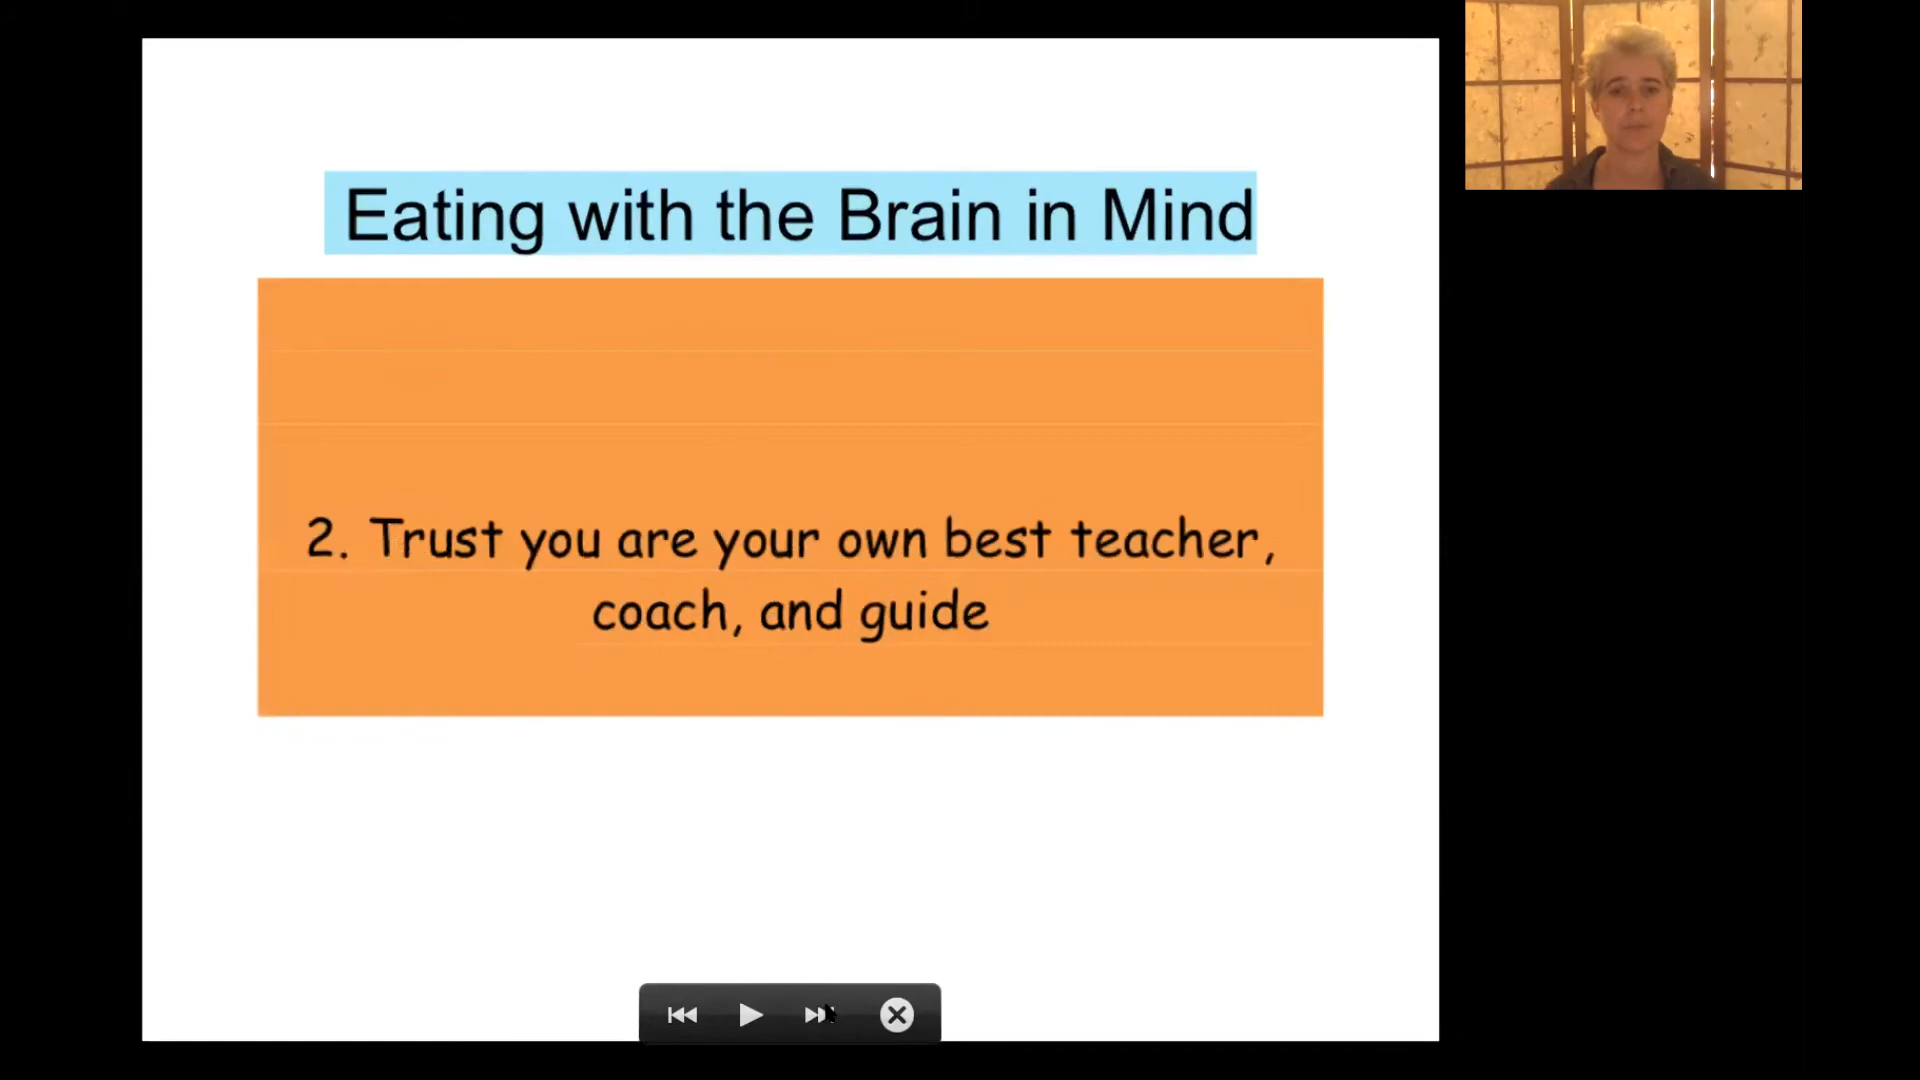 Eating with the Brain in Mind
2. Trust you are your own best teacher,
coach, and guide